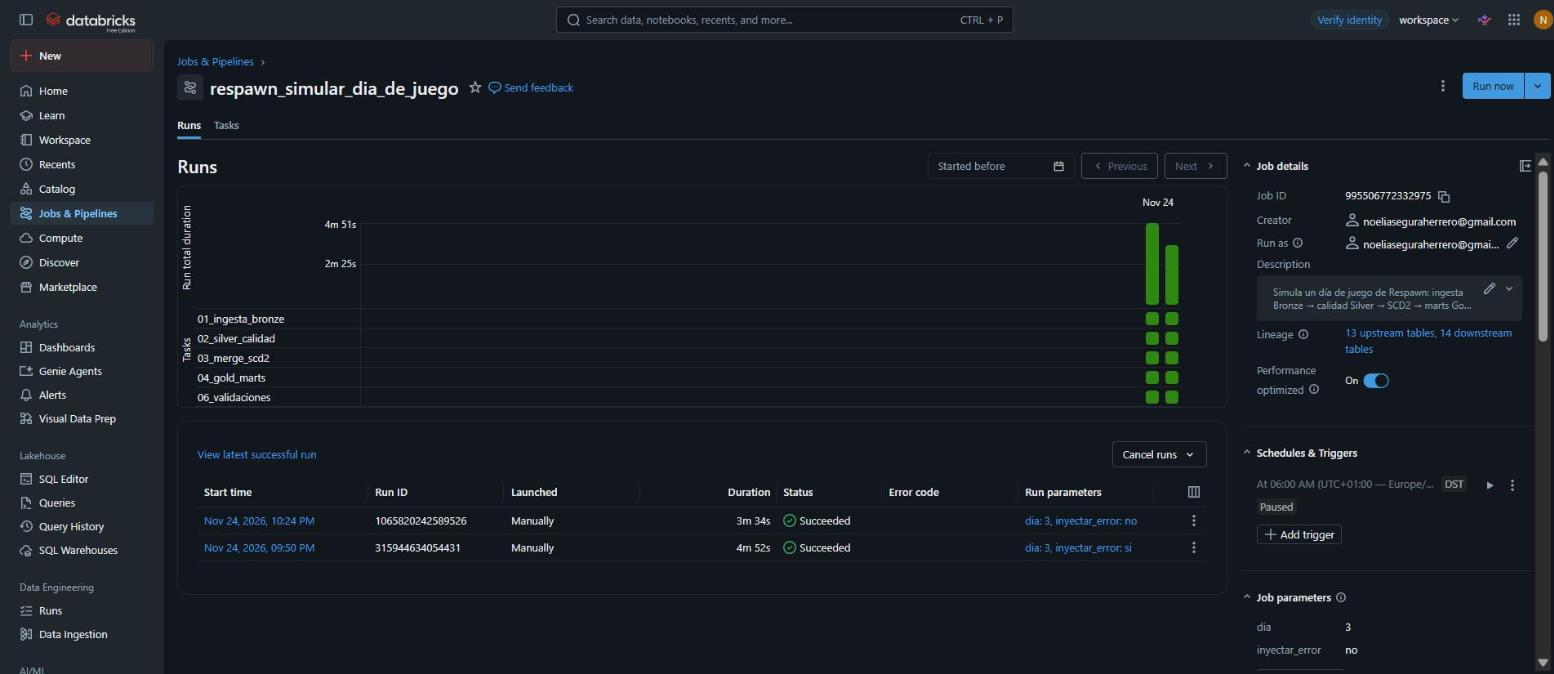 databricks
Free Edition
Search data, notebooks, recents, and more...
CTRL + P
Verify identity
workspace
N
New
Home
Learn
Workspace
Recents
Catalog
Jobs & Pipelines
Compute
Discover
Marketplace
Analytics
Dashboards
Genie Agents
Alerts
Visual Data Prep
Lakehouse
SQL Editor
Queries
Query History
SQL Warehouses
Data Engineering
Runs
Data Ingestion
AI/ML
Jobs & Pipelines
respawn_simular_dia_de_juego
Send feedback
Run now
Runs
Tasks
Runs
Started before
Previous
Next
Nov 24
Run total duration
4m 51s
2m 25s
Tasks
01_ingesta_bronze
02_silver_calidad
03_merge_scd2
04_gold_marts
06_validaciones
View latest successful run
Cancel runs
Start time Run ID Launched Duration Status Error code Run parameters
Nov 24, 2026, 10:24 PM 1065820242589526 Manually 3m 34s Succeeded dia: 3, inyectar_error: no
Nov 24, 2026, 09:50 PM 315944634054431 Manually 4m 52s Succeeded dia: 3, inyectar_error: si
Job details
Job ID 995506772332975
Creator noeliaseguraherrero@gmail.com
Run as noeliaseguraherrero@gmai...
Description
Simula un día de juego de Respawn: ingesta
Bronze → calidad Silver → SCD2 → marts Go...
Lineage 13 upstream tables, 14 downstream
tables
Performance
optimized On
Schedules & Triggers
At 06:00 AM (UTC+01:00 — Europe/... DST
Paused
Add trigger
Job parameters
dia 3
inyectar_error no